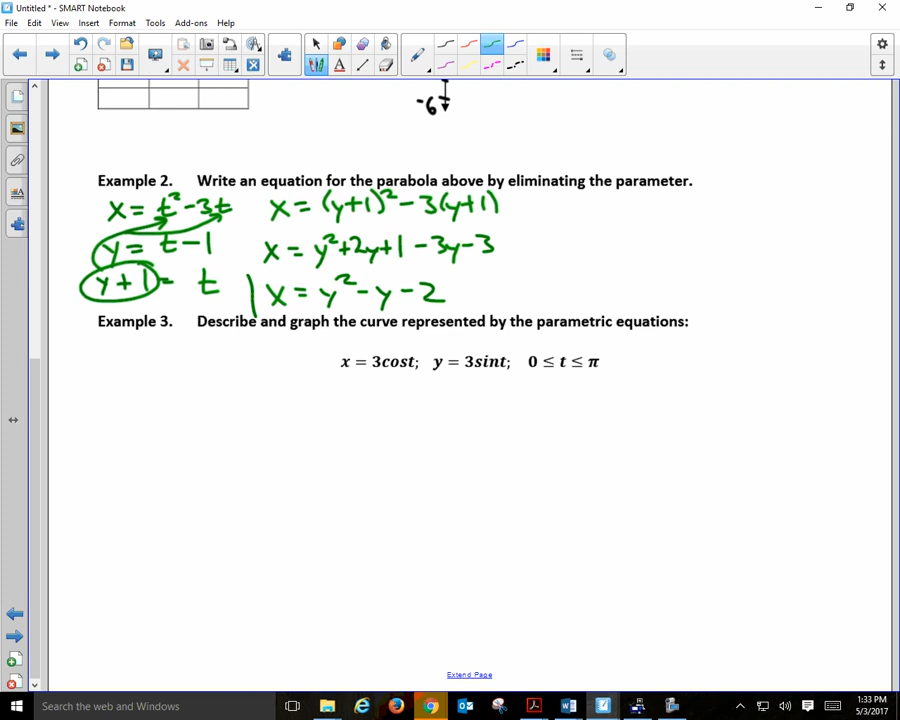 Untitled * - SMART Notebook
File Edit View Insert Format Tools Add-ons Help
-6
Example 2. Write an equation for the parabola above by eliminating the parameter.
x = t² - 3t x = (y+1)² - 3(y+1)
y = t - 1 x = y² + 2y + 1 - 3y - 3
y + 1 = t x = y² - y - 2
Example 3. Describe and graph the curve represented by the parametric equations:
x = 3cost; y = 3sint; 0 ≤ t ≤ π
Extend Page
Search the web and Windows
1:33 PM
5/3/2017